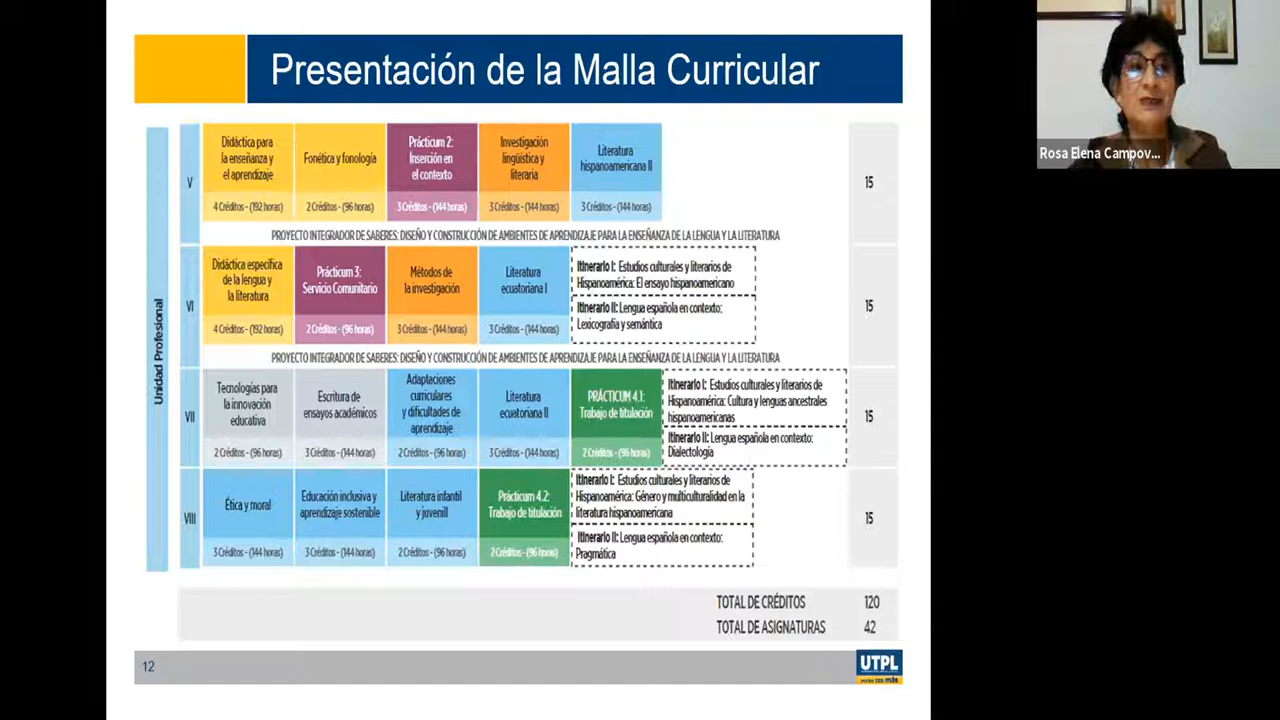 Presentación de la Malla Curricular
Rosa Elena Campov...
Unidad Profesional
V
Didáctica para
la enseñanza y
el aprendizaje
4 Créditos - (192 horas)
Fonética y fonología
2 Créditos - (96 horas)
Prácticum 2:
Inserción en
el contexto
3 Créditos - (144 horas)
Investigación
lingüística y
literaria
3 Créditos - (144 horas)
Literatura
hispanoamericana II
3 Créditos - (144 horas)
15
PROYECTO INTEGRADOR DE SABERES: DISEÑO Y CONSTRUCCIÓN DE AMBIENTES DE APRENDIZAJE PARA LA ENSEÑANZA DE LA LENGUA Y LA LITERATURA
VI
Didáctica específica
de la lengua y
la literatura
4 Créditos - (192 horas)
Prácticum 3:
Servicio Comunitario
2 Créditos - (96 horas)
Métodos de
la investigación
3 Créditos - (144 horas)
Literatura
ecuatoriana I
3 Créditos - (144 horas)
Itinerario I: Estudios culturales y literarios de
Hispanoamérica: El ensayo hispanoamericano
Itinerario II: Lengua española en contexto:
Lexicografía y semántica
15
PROYECTO INTEGRADOR DE SABERES: DISEÑO Y CONSTRUCCIÓN DE AMBIENTES DE APRENDIZAJE PARA LA ENSEÑANZA DE LA LENGUA Y LA LITERATURA
VII
Tecnologías para
la innovación
educativa
2 Créditos - (96 horas)
Escritura de
ensayos académicos
3 Créditos - (144 horas)
Adaptaciones
curriculares
y dificultades de
aprendizaje
2 Créditos - (96 horas)
Literatura
ecuatoriana II
3 Créditos - (144 horas)
PRÁCTICUM 4.1:
Trabajo de titulación
2 Créditos - (96 horas)
Itinerario I: Estudios culturales y literarios de
Hispanoamérica: Cultura y lenguas ancestrales
hispanoamericanas
Itinerario II: Lengua española en contexto:
Dialectología
15
VIII
Ética y moral
3 Créditos - (144 horas)
Educación inclusiva y
aprendizaje sostenible
3 Créditos - (144 horas)
Literatura infantil
y juvenill
2 Créditos - (96 horas)
Prácticum 4.2:
Trabajo de titulación
2 Créditos - (96 horas)
Itinerario I: Estudios culturales y literarios de
Hispanoamérica: Género y multiculturalidad en la
literatura hispanoamericana
Itinerario II: Lengua española en contexto:
Pragmática
15
TOTAL DE CRÉDITOS 120
TOTAL DE ASIGNATURAS 42
12
UTPL